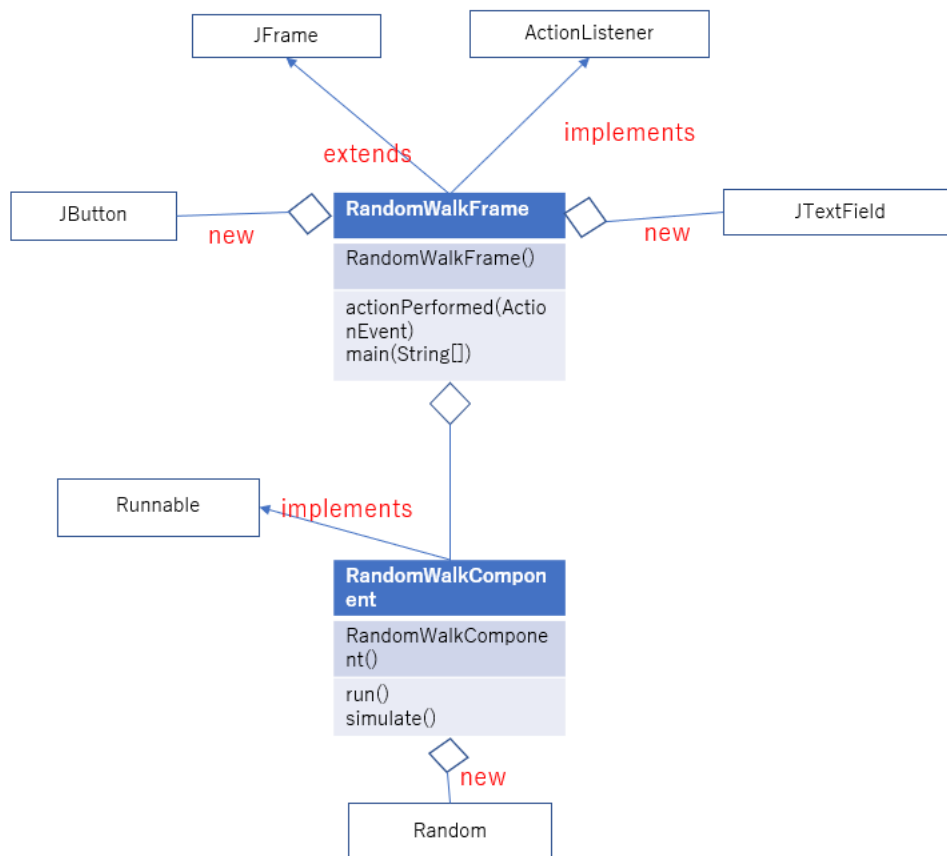 JFrame
ActionListener
implements
extends
JButton
new
RandomWalkFrame
new
JTextField
RandomWalkFrame()
actionPerformed(Actio
nEvent)
main(String[])
Runnable
implements
RandomWalkCompon
ent
RandomWalkCompone
nt()
run()
simulate()
new
Random